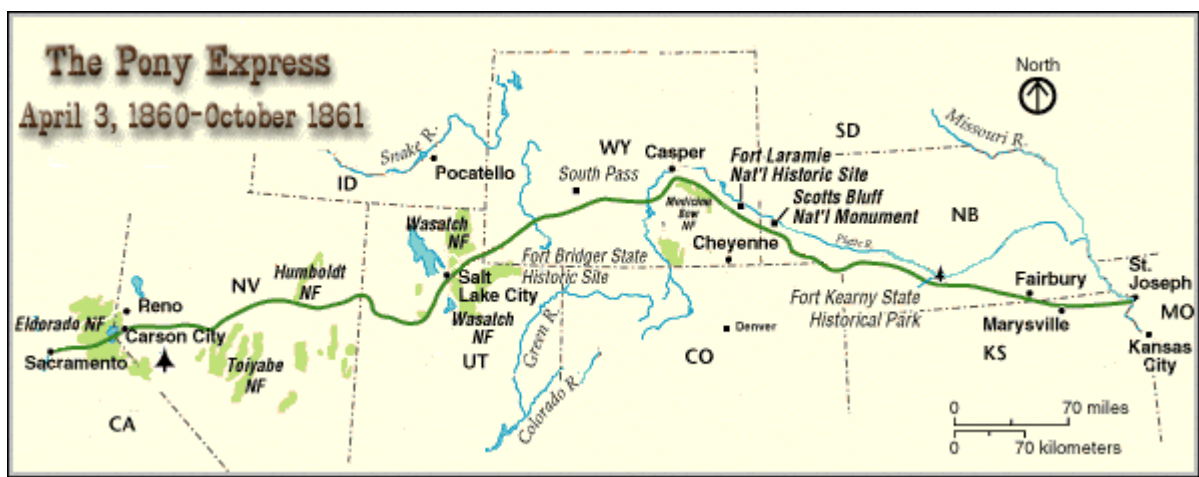 The Pony Express
April 3, 1860-October 1861
North
Missouri R.
SD
Snake R.
WY
Casper
Fort Laramie
Nat'l Historic Site
Pocatello
South Pass
ID
Scotts Bluff
Nat'l Monument
Medicine
Bow
NF
NB
Wasatch
NF
Cheyenne
Platte R.
Fort Bridger State
Historic Site
St.
Joseph
Humboldt
NF
NV
Salt
Lake City
Fairbury
MO
Reno
Fort Kearny State
Historical Park
Eldorado NF
Carson City
Wasatch
NF
Green R.
Denver
Marysville
Kansas
City
Sacramento
Toiyabe
NF
UT
CO
KS
Colorado R.
CA
0 70 miles
0 70 kilometers